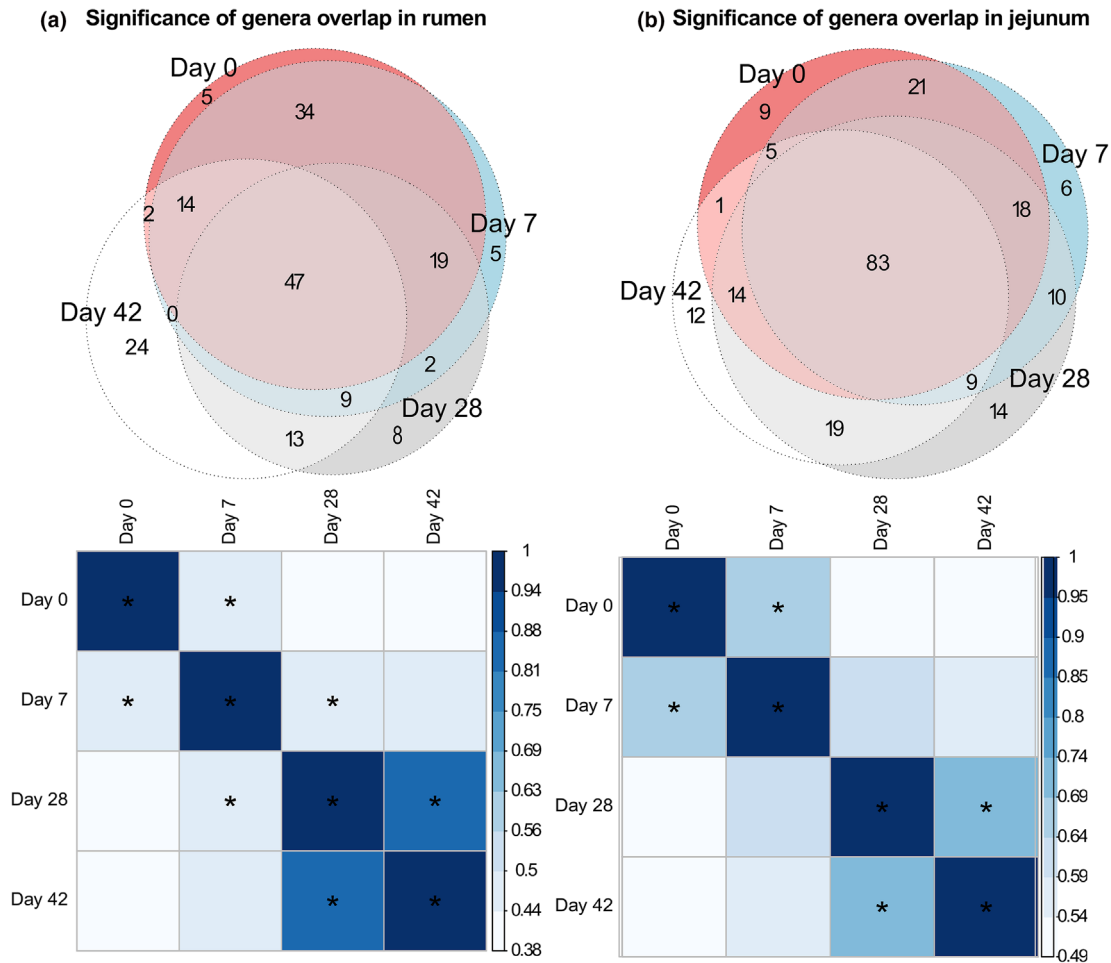 (a) Significance of genera overlap in rumen
Day 0
5
34
2
14
Day 7
19
5
47
Day 42
0
24
2
9
Day 28
13
8
Day 0
Day 7
Day 28
Day 42
1
Day 0
*
*
0.94
0.88
0.81
Day 7
*
*
*
0.75
0.69
0.63
Day 28
*
*
*
0.56
0.5
Day 42
*
*
0.44
0.38
(b) Significance of genera overlap in jejunum
Day 0
21
9
5
Day 7
6
1
18
83
Day 42
12
14
10
9
Day 28
14
19
Day 0
Day 7
Day 28
Day 42
1
Day 0
*
*
0.95
0.9
0.85
Day 7
*
*
0.8
0.74
0.69
Day 28
*
*
0.64
0.59
Day 42
*
*
0.54
0.49